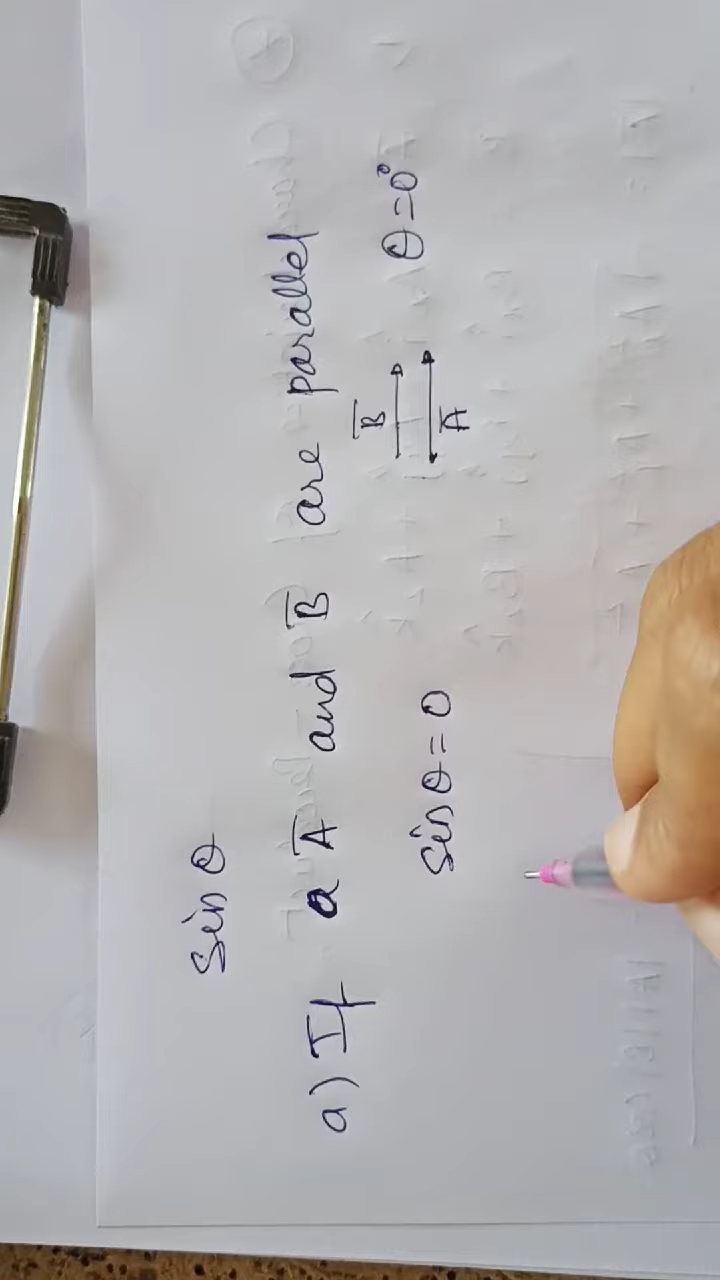 Sin θ
a) If a A̅ and B̅ are parallel
B̅
θ=0°
A̅
Sin θ = 0